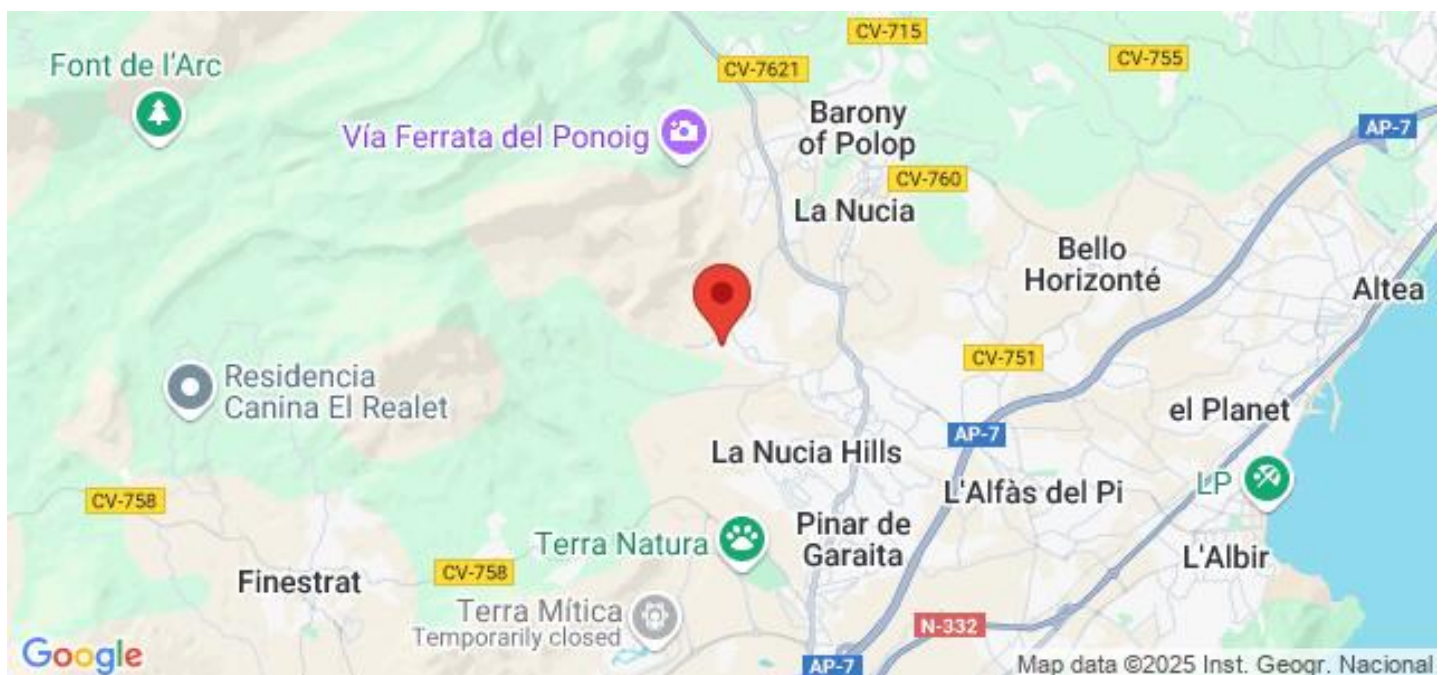 CV-715
Font de l'Arc
CV-7621
CV-755
Barony
of Polop
AP-7
Vía Ferrata del Ponoig
CV-760
La Nucia
Bello
Horizonté
Altea
CV-751
Residencia
Canina El Realet
el Planet
AP-7
La Nucia Hills
LP
CV-758
L'Alfàs del Pi
Pinar de
Garaita
Terra Natura
L'Albir
CV-758
Finestrat
Terra Mítica
Temporarily closed
N-332
Google
AP-7
Map data ©2025 Inst. Geogr. Nacional